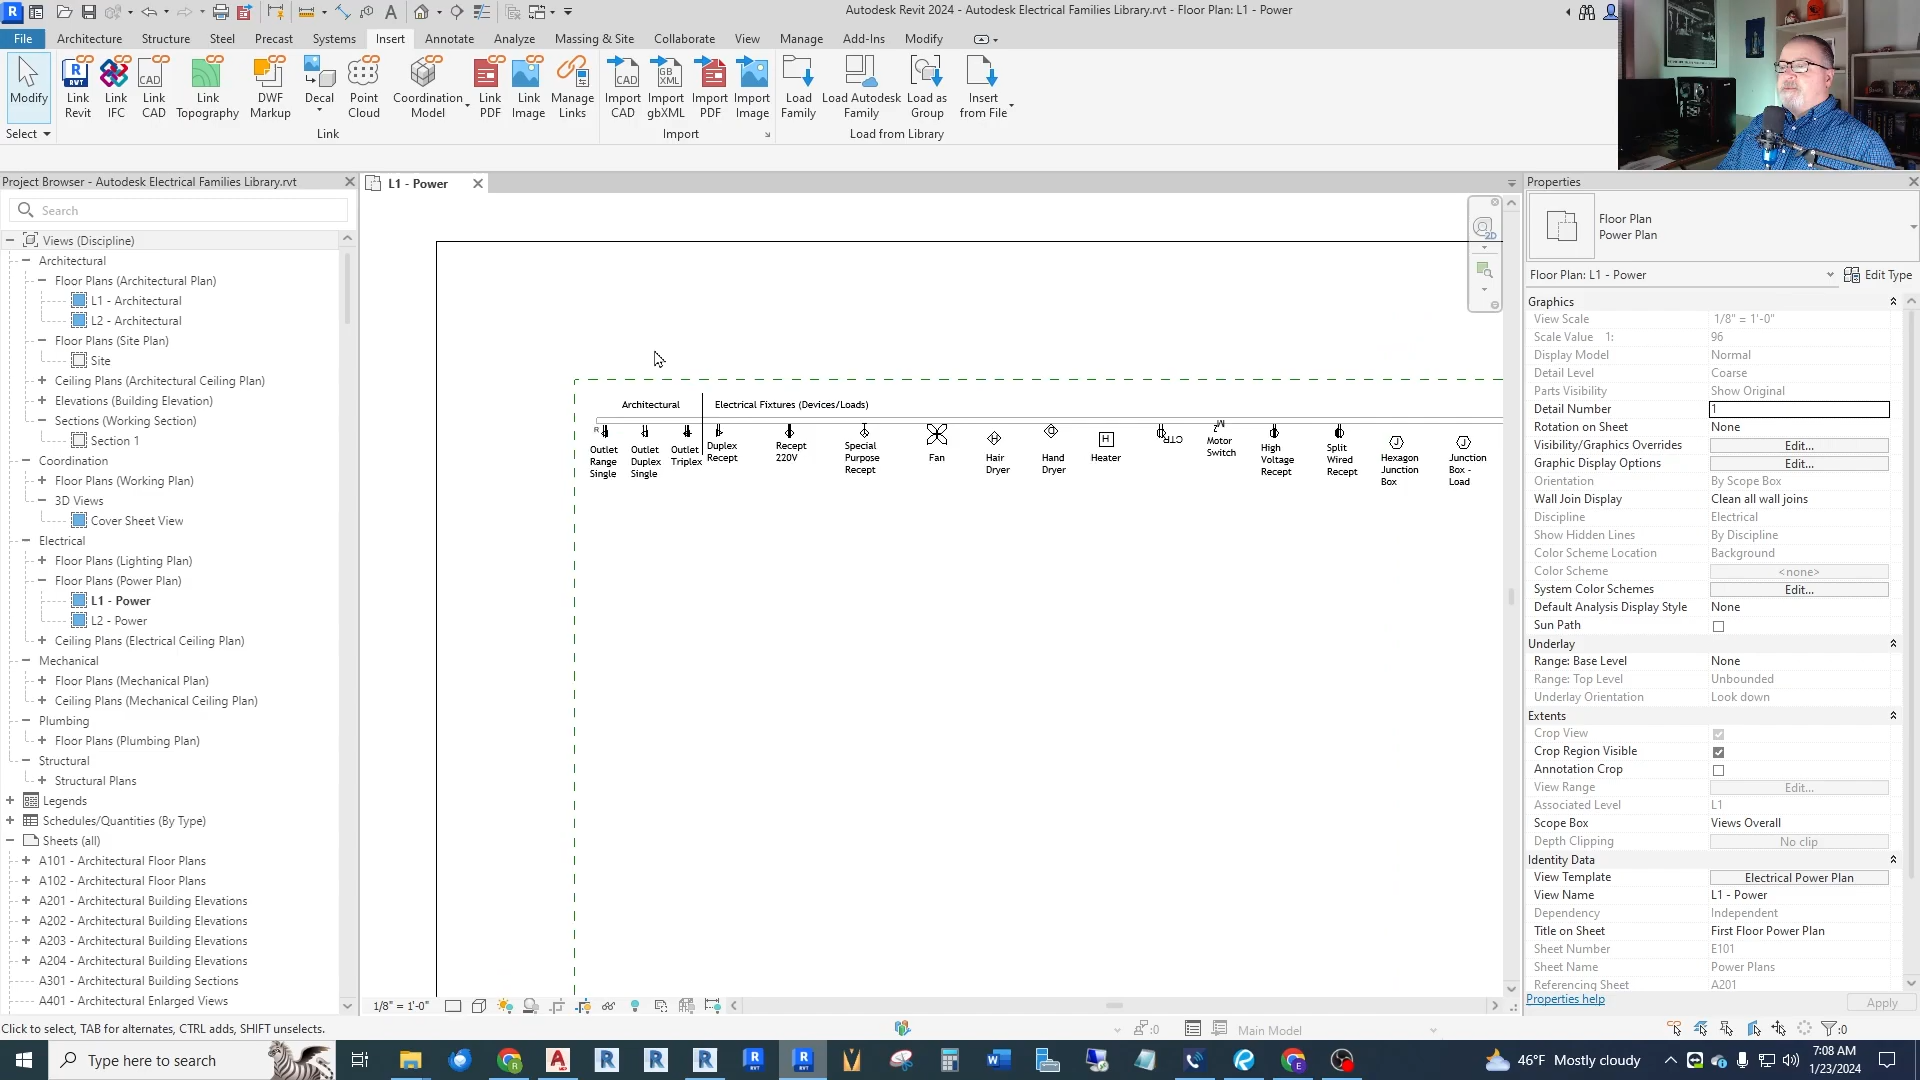 Autodesk Revit 2024 - Autodesk Electrical Families Library.rvt - Floor Plan: L1 - Power
File Architecture Structure Steel Precast Systems Insert Annotate Analyze Massing & Site Collaborate View Manage Add-Ins Modify
Modify
Link Revit
Link IFC
Link CAD
Link Topography
DWF Markup
Decal
Point Cloud
Coordination Model
Link PDF
Link Image
Manage Links
Import CAD
Import gbXML
Import PDF
Import Image
Load Family
Load Autodesk Family
Load as Group
Insert from File
Select
Link
Import
Load from Library
Project Browser - Autodesk Electrical Families Library.rvt
Search
Views (Discipline)
Architectural
Floor Plans (Architectural Plan)
L1 - Architectural
L2 - Architectural
Floor Plans (Site Plan)
Site
Ceiling Plans (Architectural Ceiling Plan)
Elevations (Building Elevation)
Sections (Working Section)
Section 1
Coordination
Floor Plans (Working Plan)
3D Views
Cover Sheet View
Electrical
Floor Plans (Lighting Plan)
Floor Plans (Power Plan)
L1 - Power
L2 - Power
Ceiling Plans (Electrical Ceiling Plan)
Mechanical
Floor Plans (Mechanical Plan)
Ceiling Plans (Mechanical Ceiling Plan)
Plumbing
Floor Plans (Plumbing Plan)
Structural
Structural Plans
Legends
Schedules/Quantities (By Type)
Sheets (all)
A101 - Architectural Floor Plans
A102 - Architectural Floor Plans
A201 - Architectural Building Elevations
A202 - Architectural Building Elevations
A203 - Architectural Building Elevations
A204 - Architectural Building Elevations
A301 - Architectural Building Sections
A401 - Architectural Enlarged Views
L1 - Power
2D
Architectural
Electrical Fixtures (Devices/Loads)
R
Outlet
Range
Single
Outlet
Duplex
Single
Outlet
Triplex
Duplex
Recept
Recept
220V
Special
Purpose
Recept
Fan
Hair
Dryer
Hand
Dryer
H
Heater
CTR
M
2
Motor
Switch
High
Voltage
Recept
Split
Wired
Recept
J
Hexagon
Junction
Box
J
Junction
Box -
Load
1/8" = 1'-0"
Properties
Floor Plan
Power Plan
Floor Plan: L1 - Power Edit Type
Graphics
View Scale 1/8" = 1'-0"
Scale Value 1: 96
Display Model Normal
Detail Level Coarse
Parts Visibility Show Original
Detail Number 1
Rotation on Sheet None
Visibility/Graphics Overrides Edit...
Graphic Display Options Edit...
Orientation By Scope Box
Wall Join Display Clean all wall joins
Discipline Electrical
Show Hidden Lines By Discipline
Color Scheme Location Background
Color Scheme <none>
System Color Schemes Edit...
Default Analysis Display Style None
Sun Path
Underlay
Range: Base Level None
Range: Top Level Unbounded
Underlay Orientation Look down
Extents
Crop View
Crop Region Visible
Annotation Crop
View Range Edit...
Associated Level L1
Scope Box Views Overall
Depth Clipping No clip
Identity Data
View Template Electrical Power Plan
View Name L1 - Power
Dependency Independent
Title on Sheet First Floor Power Plan
Sheet Number E101
Sheet Name Power Plans
Referencing Sheet A201
Properties help Apply
Click to select, TAB for alternates, CTRL adds, SHIFT unselects.
:0
Main Model
:0
Type here to search
46°F Mostly cloudy
7:08 AM
1/23/2024